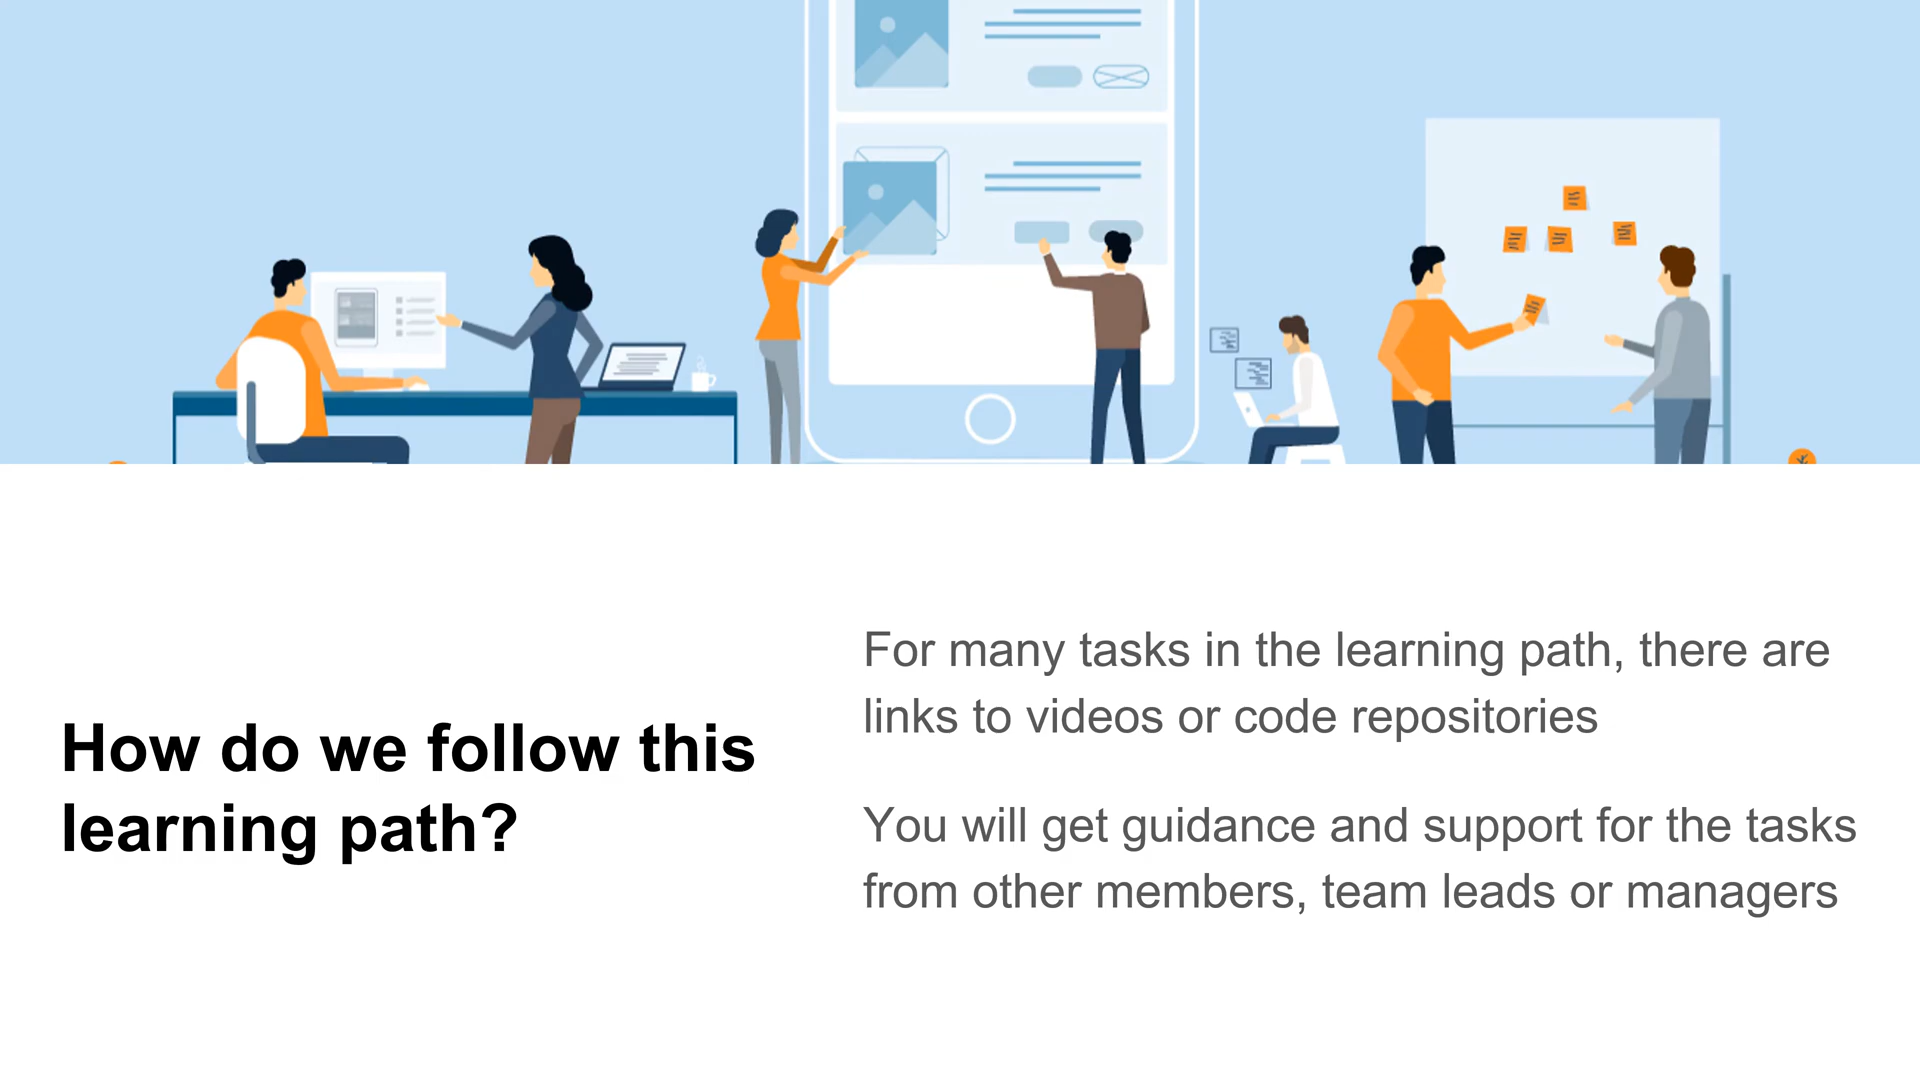 How do we follow this
learning path?
For many tasks in the learning path, there are
links to videos or code repositories
You will get guidance and support for the tasks
from other members, team leads or managers